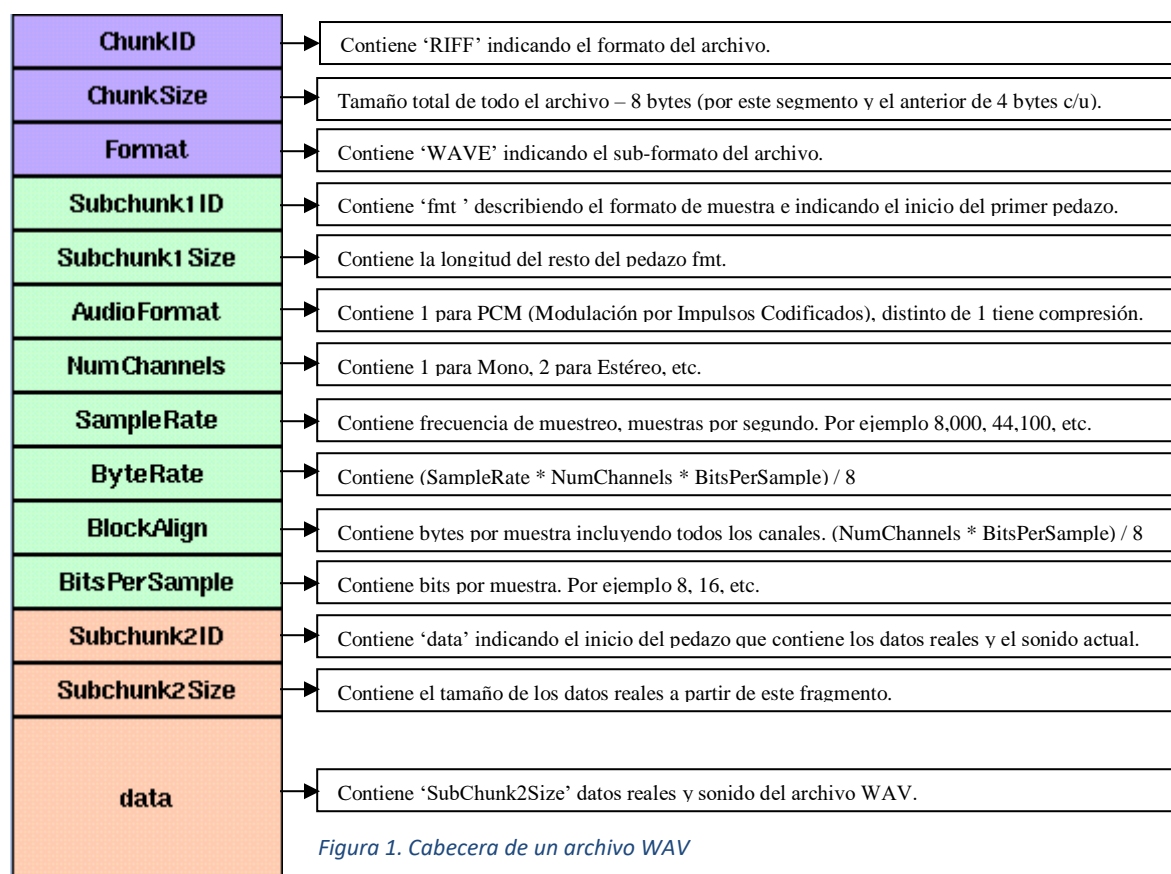 ChunkID
Contiene ‘RIFF’ indicando el formato del archivo.
ChunkSize
Tamaño total de todo el archivo – 8 bytes (por este segmento y el anterior de 4 bytes c/u).
Format
Contiene ‘WAVE’ indicando el sub-formato del archivo.
Subchunk1ID
Contiene ‘fmt ’ describiendo el formato de muestra e indicando el inicio del primer pedazo.
Subchunk1Size
Contiene la longitud del resto del pedazo fmt.
AudioFormat
Contiene 1 para PCM (Modulación por Impulsos Codificados), distinto de 1 tiene compresión.
NumChannels
Contiene 1 para Mono, 2 para Estéreo, etc.
SampleRate
Contiene frecuencia de muestreo, muestras por segundo. Por ejemplo 8,000, 44,100, etc.
ByteRate
Contiene (SampleRate * NumChannels * BitsPerSample) / 8
BlockAlign
Contiene bytes por muestra incluyendo todos los canales. (NumChannels * BitsPerSample) / 8
BitsPerSample
Contiene bits por muestra. Por ejemplo 8, 16, etc.
Subchunk2ID
Contiene ‘data’ indicando el inicio del pedazo que contiene los datos reales y el sonido actual.
Subchunk2Size
Contiene el tamaño de los datos reales a partir de este fragmento.
data
Contiene ‘SubChunk2Size’ datos reales y sonido del archivo WAV.
Figura 1. Cabecera de un archivo WAV